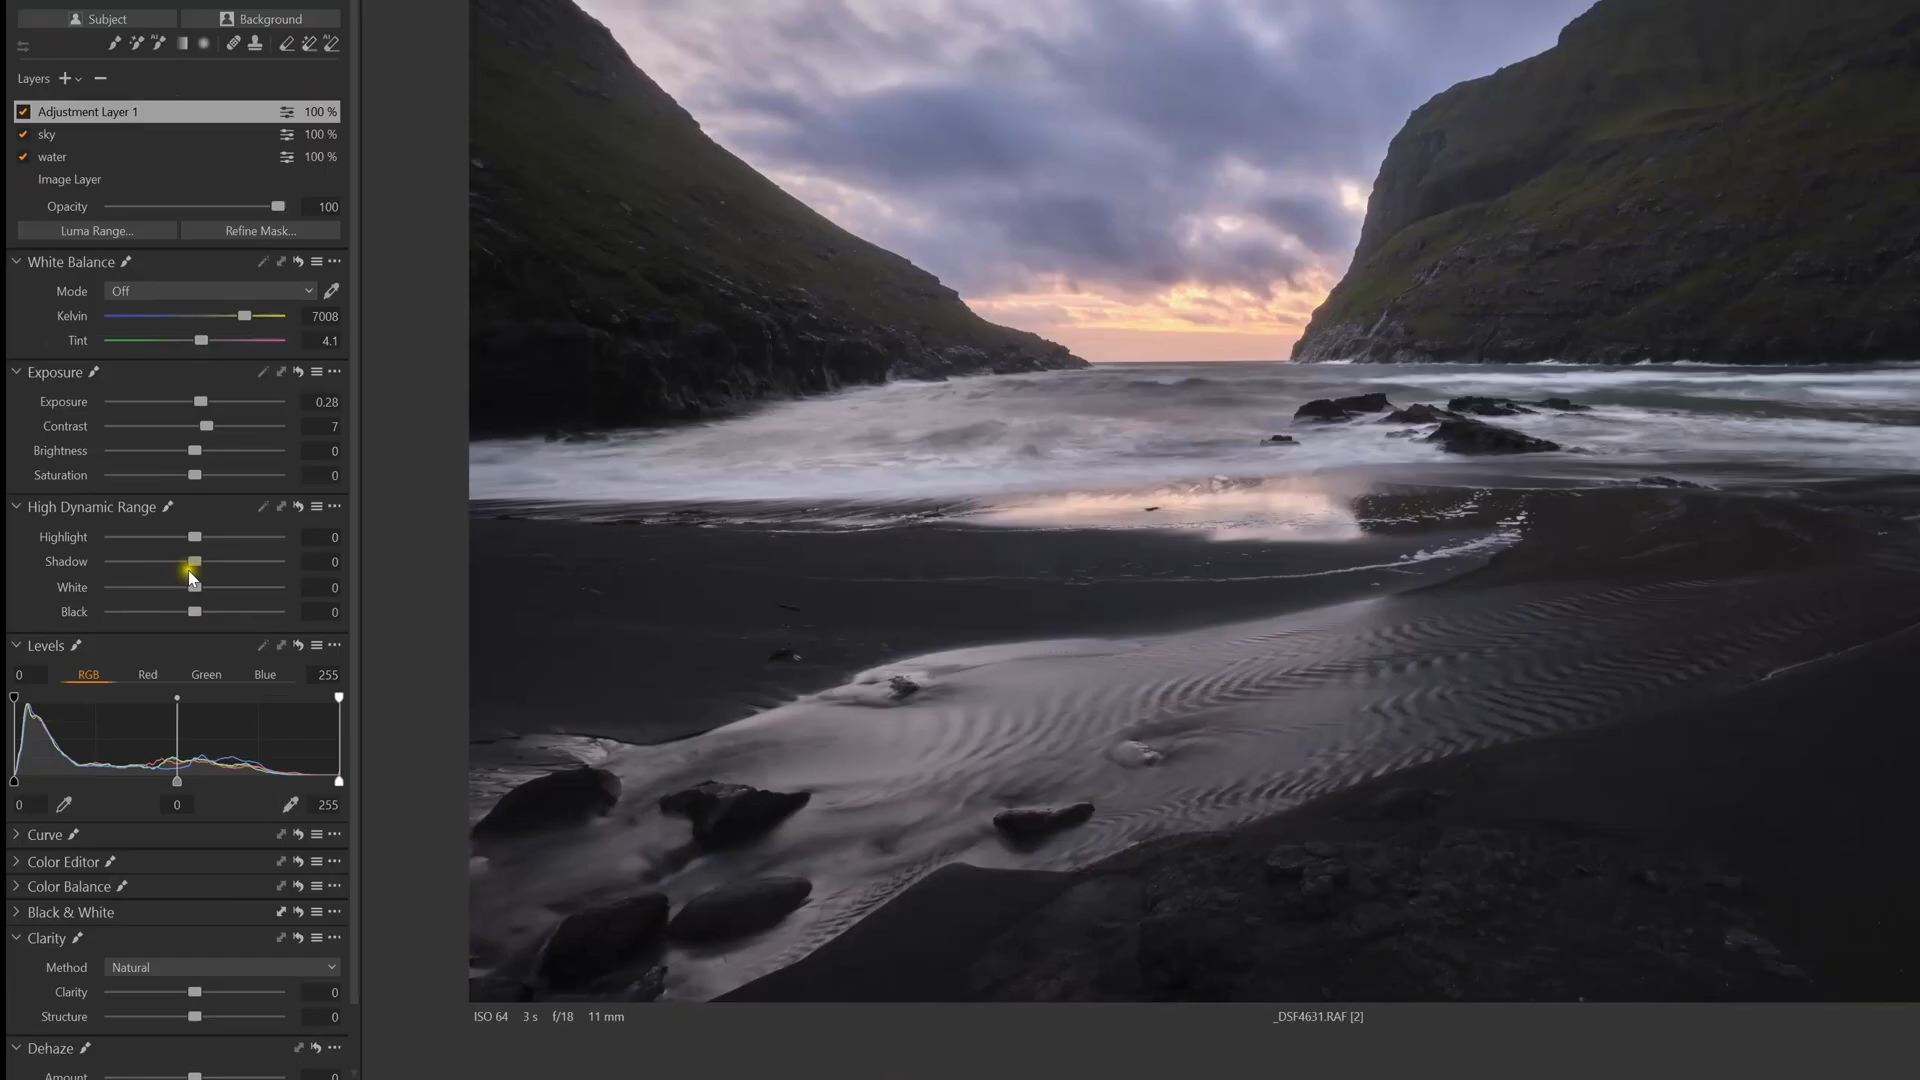 Subject Background
AI AI
Layers
Adjustment Layer 1 100 %
sky 100 %
water 100 %
Image Layer
Opacity 100
Luma Range... Refine Mask...
White Balance
Mode Off
Kelvin 7008
Tint 4.1
Exposure
Exposure 0.28
Contrast 7
Brightness 0
Saturation 0
High Dynamic Range
Highlight 0
Shadow 0
White 0
Black 0
Levels
0 RGB Red Green Blue 255
0 0 255
Curve
Color Editor
Color Balance
Black & White
Clarity
Method Natural
Clarity 0
Structure 0
Dehaze
Amount 0
ISO 64 3 s f/18 11 mm _DSF4631.RAF [2]